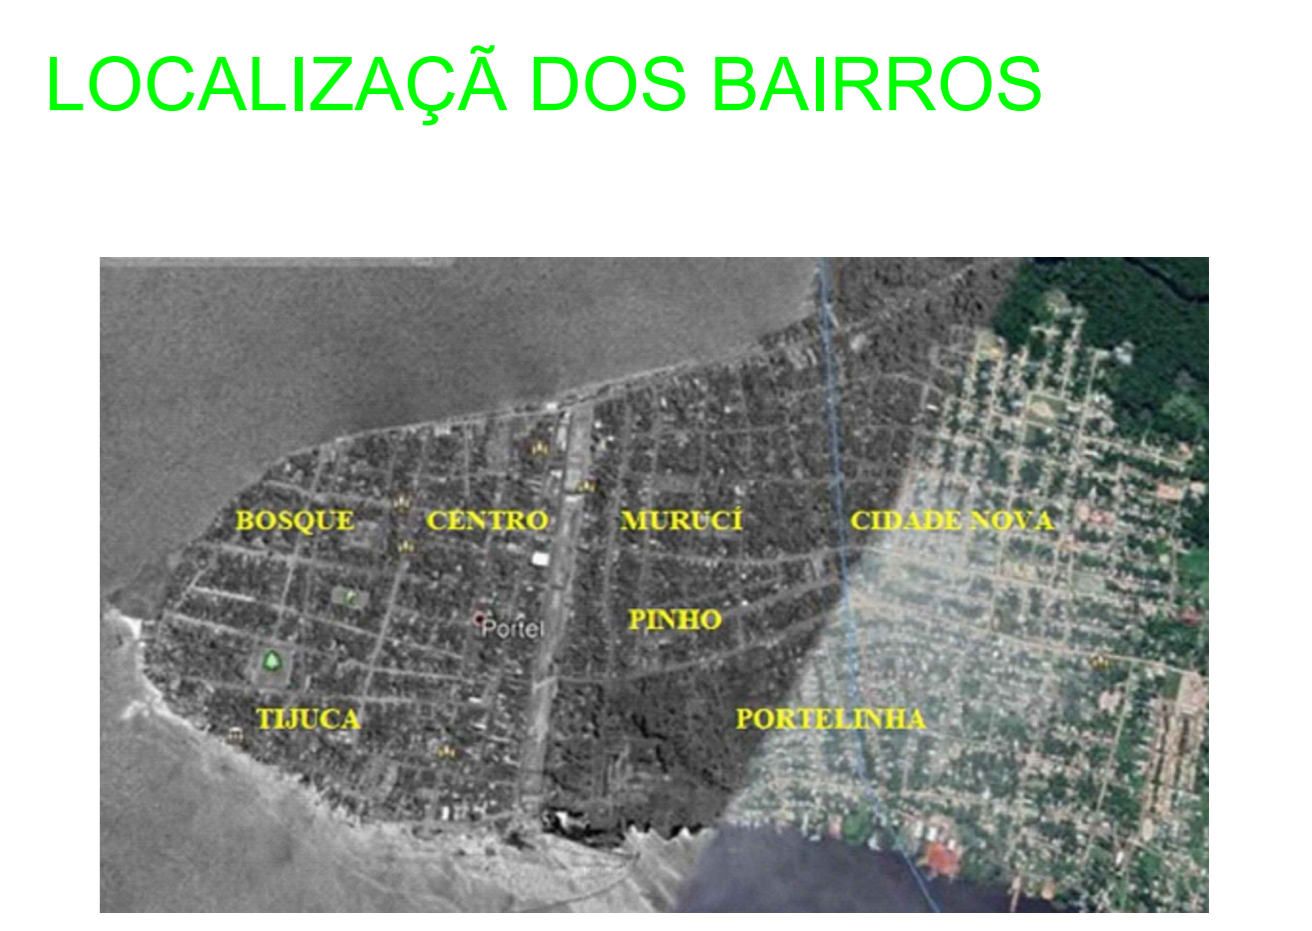 LOCALIZAÇÃ DOS BAIRROS
BOSQUE CENTRO MURUCÍ CIDADE NOVA
PINHO
Portel
TIJUCA PORTELINHA